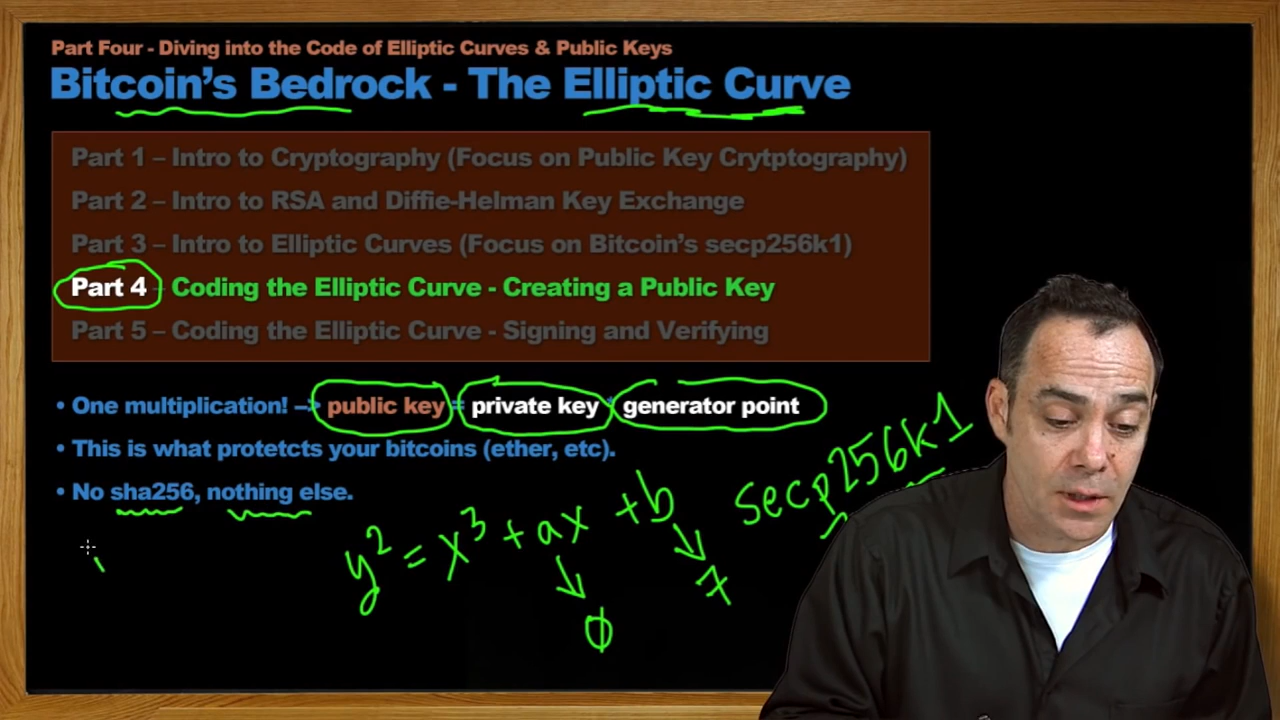 Part Four - Diving into the Code of Elliptic Curves & Public Keys
Bitcoin's Bedrock - The Elliptic Curve
Part 1 – Intro to Cryptography (Focus on Public Key Crytptography)
Part 2 – Intro to RSA and Diffie-Helman Key Exchange
Part 3 – Intro to Elliptic Curves (Focus on Bitcoin's secp256k1)
Part 4 – Coding the Elliptic Curve - Creating a Public Key
Part 5 – Coding the Elliptic Curve - Signing and Verifying
• One multiplication! –> public key = private key * generator point
• This is what protetcts your bitcoins (ether, etc).
• No sha256, nothing else.
secp256k1
y² = x³ + ax + b
0
7